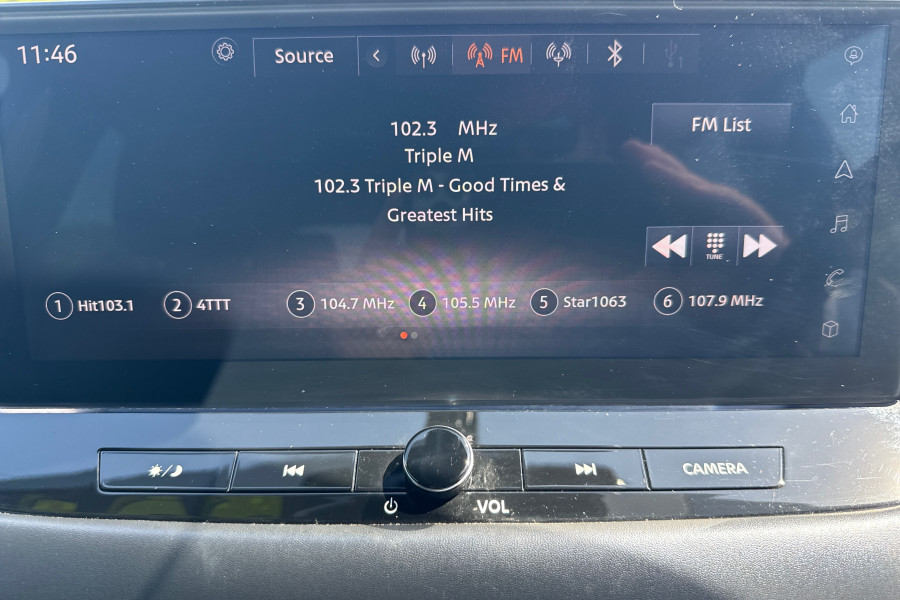 11:46
Source
FM
102.3 MHz
FM List
Triple M
102.3 Triple M - Good Times &
Greatest Hits
TUNE
1 Hit103.1
2 4TTT
3 104.7 MHz
4 105.5 MHz
5 Star1063
6 107.9 MHz
CAMERA
-VOL